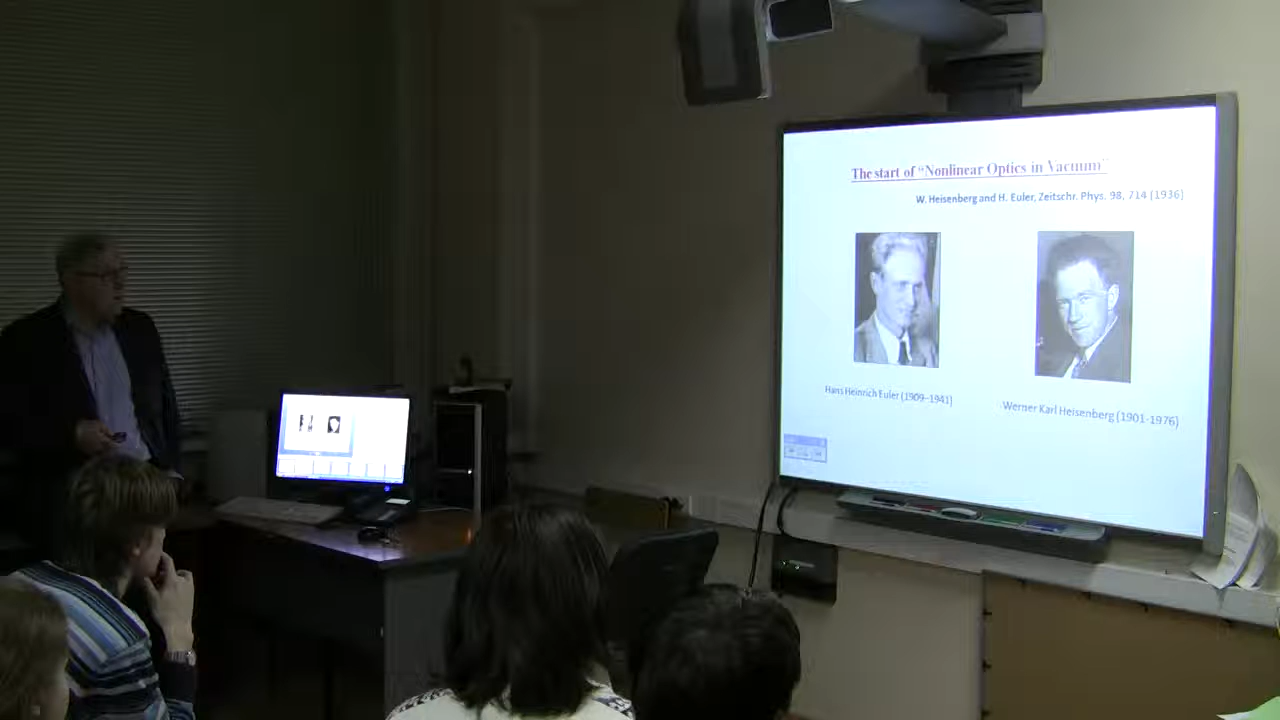 The start of “Nonlinear Optics in Vacuum”
W. Heisenberg and H. Euler, Zeitschr. Phys. 98, 714 (1936)
Hans Heinrich Euler (1909–1941)
Werner Karl Heisenberg (1901-1976)